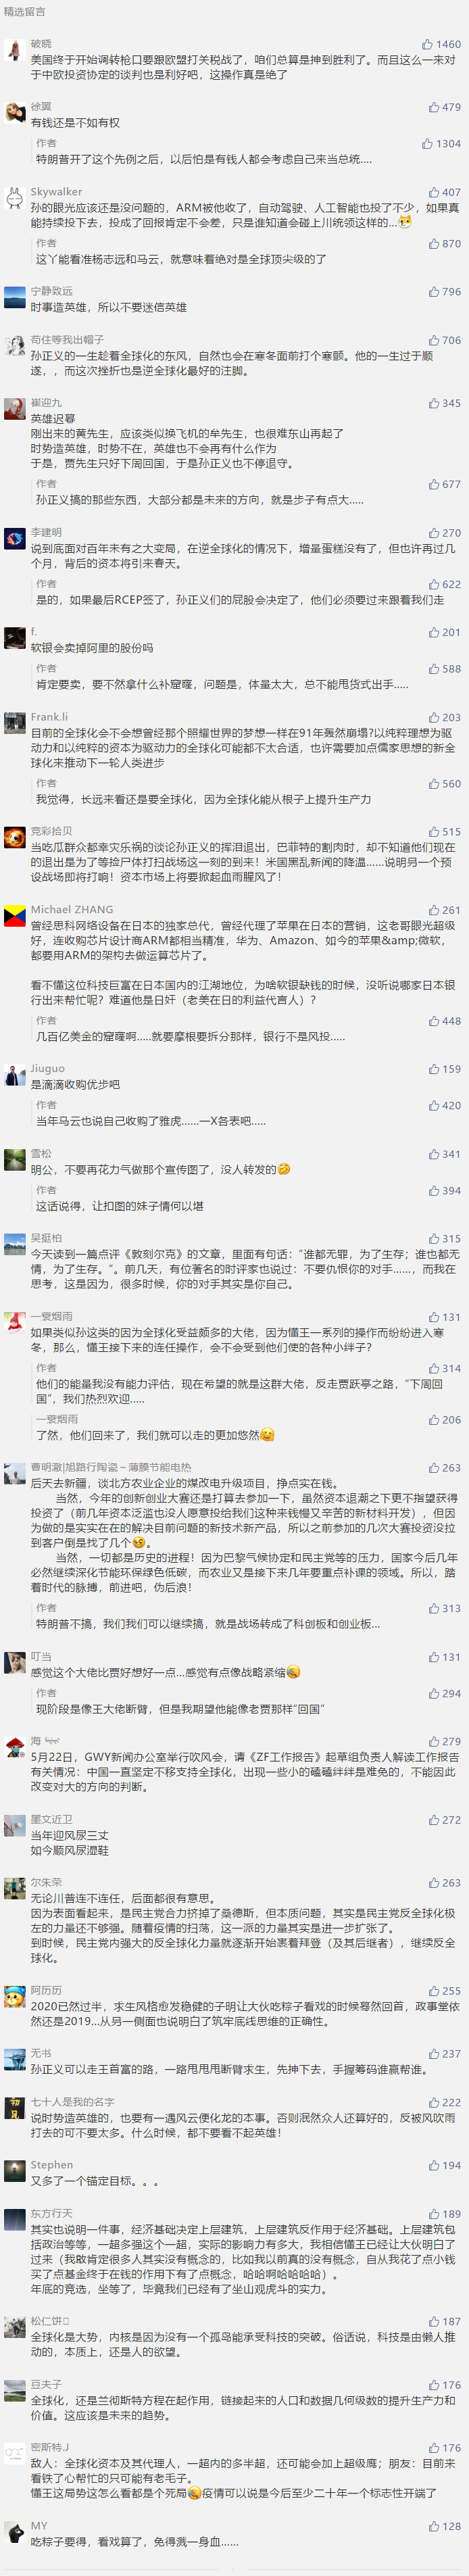 精选留言
破晓
1460
美国终于开始调转枪口要跟欧盟打关税战了，咱们总算是抻到胜利了。而且这么一来对
于中欧投资协定的谈判也是利好吧，这操作真是绝了
徐翼
479
有钱还是不如有权
作者
1304
特朗普开了这个先例之后，以后怕是有钱人都会考虑自己来当总统....
Skywalker
407
孙的眼光应该还是没问题的，ARM被他收了，自动驾驶、人工智能也投了不少，如果真
能持续投下去，投成了回报肯定不会差，只是谁知道会碰上川统领这样的...
作者
870
这丫能看准杨志远和马云，就意味着绝对是全球顶尖级的了
宁静致远
796
时事造英雄，所以不要迷信英雄
苟住等我出帽子
706
孙正义的一生趁着全球化的东风，自然也会在寒冬面前打个寒颤。他的一生过于顺
遂，，而这次挫折也是逆全球化最好的注脚。
崔迎九
345
英雄迟暮
刚出来的黄先生，应该类似换飞机的牟先生，也很难东山再起了
时势造英雄，时势不在，英雄也不会再有什么作为
于是，贾先生只好下周回国，于是孙正义也不停退守。
作者
677
孙正义搞的那些东西，大部分都是未来的方向，就是步子有点大.....
李建明
270
说到底面对百年未有之大变局，在逆全球化的情况下，增量蛋糕没有了，但也许再过几
个月，背后的资本将引来春天。
作者
622
是的，如果最后RCEP签了，孙正义们的屁股会决定了，他们必须要过来跟着我们走
f.
201
软银会卖掉阿里的股份吗
作者
588
肯定要卖，要不然拿什么补窟窿，问题是，体量太大，总不能甩货式出手.....
Frank.li
203
目前的全球化会不会想曾经那个照耀世界的梦想一样在91年轰然崩塌?以纯粹理想为驱
动力和以纯粹的资本为驱动力的全球化可能都不太合适，也许需要加点儒家思想的新全
球化来推动下一轮人类进步
作者
560
我觉得，长远来看还是要全球化，因为全球化能从根子上提升生产力
竞彩拾贝
515
当吃瓜群众都幸灾乐祸的谈论孙正义的挥泪退出，巴菲特的割肉时，却不知道他们现在
的退出是为了等捡尸体打扫战场这一刻的到来！米国黑乱新闻的降温......说明另一个预
设战场即将打响！资本市场上将要掀起血雨腥风了！
Michael ZHANG
261
曾经思科网络设备在日本的独家总代，曾经代理了苹果在日本的营销，这老哥眼光超级
好，连收购芯片设计商ARM都相当精准，华为、Amazon、如今的苹果&amp;微软，
都要用ARM的架构去做运算芯片了。
看不懂这位科技巨富在日本国内的江湖地位，为啥软银缺钱的时候，没听说哪家日本银
行出来帮忙呢？难道他是日奸（老美在日的利益代言人）?
作者
448
几百亿美金的窟窿啊.....就要摩根要拆分那样，银行不是风投.....
Jiuguo
159
是滴滴收购优步吧
作者
420
当年马云也说自己收购了雅虎......一X各表吧.....
雪松
341
明公，不要再花力气做那个宣传图了，没人转发的
作者
394
这话说得，让扣图的妹子情何以堪
吴挺柏
315
今天读到一篇点评《敦刻尔克》的文章，里面有句话：“谁都无罪，为了生存；谁也都无
情，为了生存。”。前几天，有位著名的时评家也说过：不要仇恨你的对手......，而我在
思考，这是因为，很多时候，你的对手其实是你自己。
一蓑烟雨
131
如果类似孙这类的因为全球化受益颇多的大佬，因为懂王一系列的操作而纷纷进入寒
冬，那么，懂王接下来的连任操作，会不会受到他们使的各种小绊子?
作者
314
他们的能量我没有能力评估，现在希望的就是这群大佬，反走贾跃亭之路，“下周回
国”，我们热烈欢迎.....
一蓑烟雨
206
了然，他们回来了，我们就可以走的更加悠然
曹明澈|旭路行陶瓷～薄膜节能电热
263
后天去新疆，谈北方农业企业的煤改电升级项目，挣点实在钱。
当然，今年的创新创业大赛还是打算去参加一下，虽然资本退潮之下更不指望获得
投资了（前几年资本泛滥也没人愿意投给我们这种来钱慢又辛苦的新材料开发），但因
为做的是实实在在的解决目前问题的新技术新产品，所以之前参加的几次大赛投资没拉
到客户倒是找了几个。
当然，一切都是历史的进程！因为巴黎气候协定和民主党等的压力，国家今后几年
必然继续深化节能环保绿色低碳，而农业又是接下来几年要重点补课的领域。所以，踏
着时代的脉搏，前进吧，伪后浪！
作者
313
特朗普不搞，我们我们可以继续搞，就是战场转成了科创板和创业板...
叮当
131
感觉这个大佬比贾好想好一点...感觉有点像战略紧缩
作者
294
现阶段是像王大佬断臂，但是我期望他能像老贾那样“回国”
海
279
5月22日，GWY新闻办公室举行吹风会，请《ZF工作报告》起草组负责人解读工作报告
有关情况：中国一直坚定不移支持全球化，出现一些小的磕磕绊绊是难免的，不能因此
改变对大的方向的判断。
墨文近卫
272
当年迎风尿三丈
如今顺风尿湿鞋
尔朱荣
263
无论川普连不连任，后面都很有意思。
因为表面看起来，是民主党合力挤掉了桑德斯，但本质问题，其实是民主党反全球化极
左的力量还不够强。随着疫情的扫荡，这一派的力量其实是进一步扩张了。
到时候，民主党内强大的反全球化力量就逐渐开始裹着拜登（及其后继者），继续反全
球化。
阿历历
255
2020已然过半，求生风格愈发稳健的子明让大伙吃粽子看戏的时候蓦然回首，政事堂依
然还是2019...从另一侧面也说明白了筑牢底线思维的正确性。
无书
237
孙正义可以走王首富的路，一路甩甩甩断臂求生，先抻下去，手握筹码谁赢帮谁。
七十人是我的名字
222
说时势造英雄的，也要有一遇风云便化龙的本事。否则泯然众人还算好的，反被风吹雨
打去的可不要太多。什么时候，都不要看不起英雄！
Stephen
194
又多了一个锚定目标。。。
东方行天
189
其实也说明一件事，经济基础决定上层建筑，上层建筑反作用于经济基础。上层建筑包
括政治等等，一超多强这个一超，实际的影响力有多大，我相信懂王已经让大伙明白了
过来（我敢肯定很多人其实没有概念的，比如我以前真的没有概念，自从我花了点小钱
买了点基金终于在钱的作用下有了点概念，哈哈啊哈哈哈哈）。
年底的竞选，坐等了，毕竟我们已经有了坐山观虎斗的实力。
松仁饼
187
全球化是大势，内核是因为没有一个孤岛能承受科技的突破。俗话说，科技是由懒人推
动的，本质上，还是人的欲望。
豆夫子
176
全球化，还是兰彻斯特方程在起作用，链接起来的人口和数据几何级数的提升生产力和
价值。这应该是未来的趋势。
密斯特J
176
敌人：全球化资本及其代理人，一超内的多半超，还可能会加上超级鹰；朋友：目前来
看铁了心帮忙的只可能有老毛子。
懂王这局势这怎么看都是个死局疫情可以说是今后至少二十年一个标志性开端了
MY
128
吃粽子要得，看戏算了，免得溅一身血......